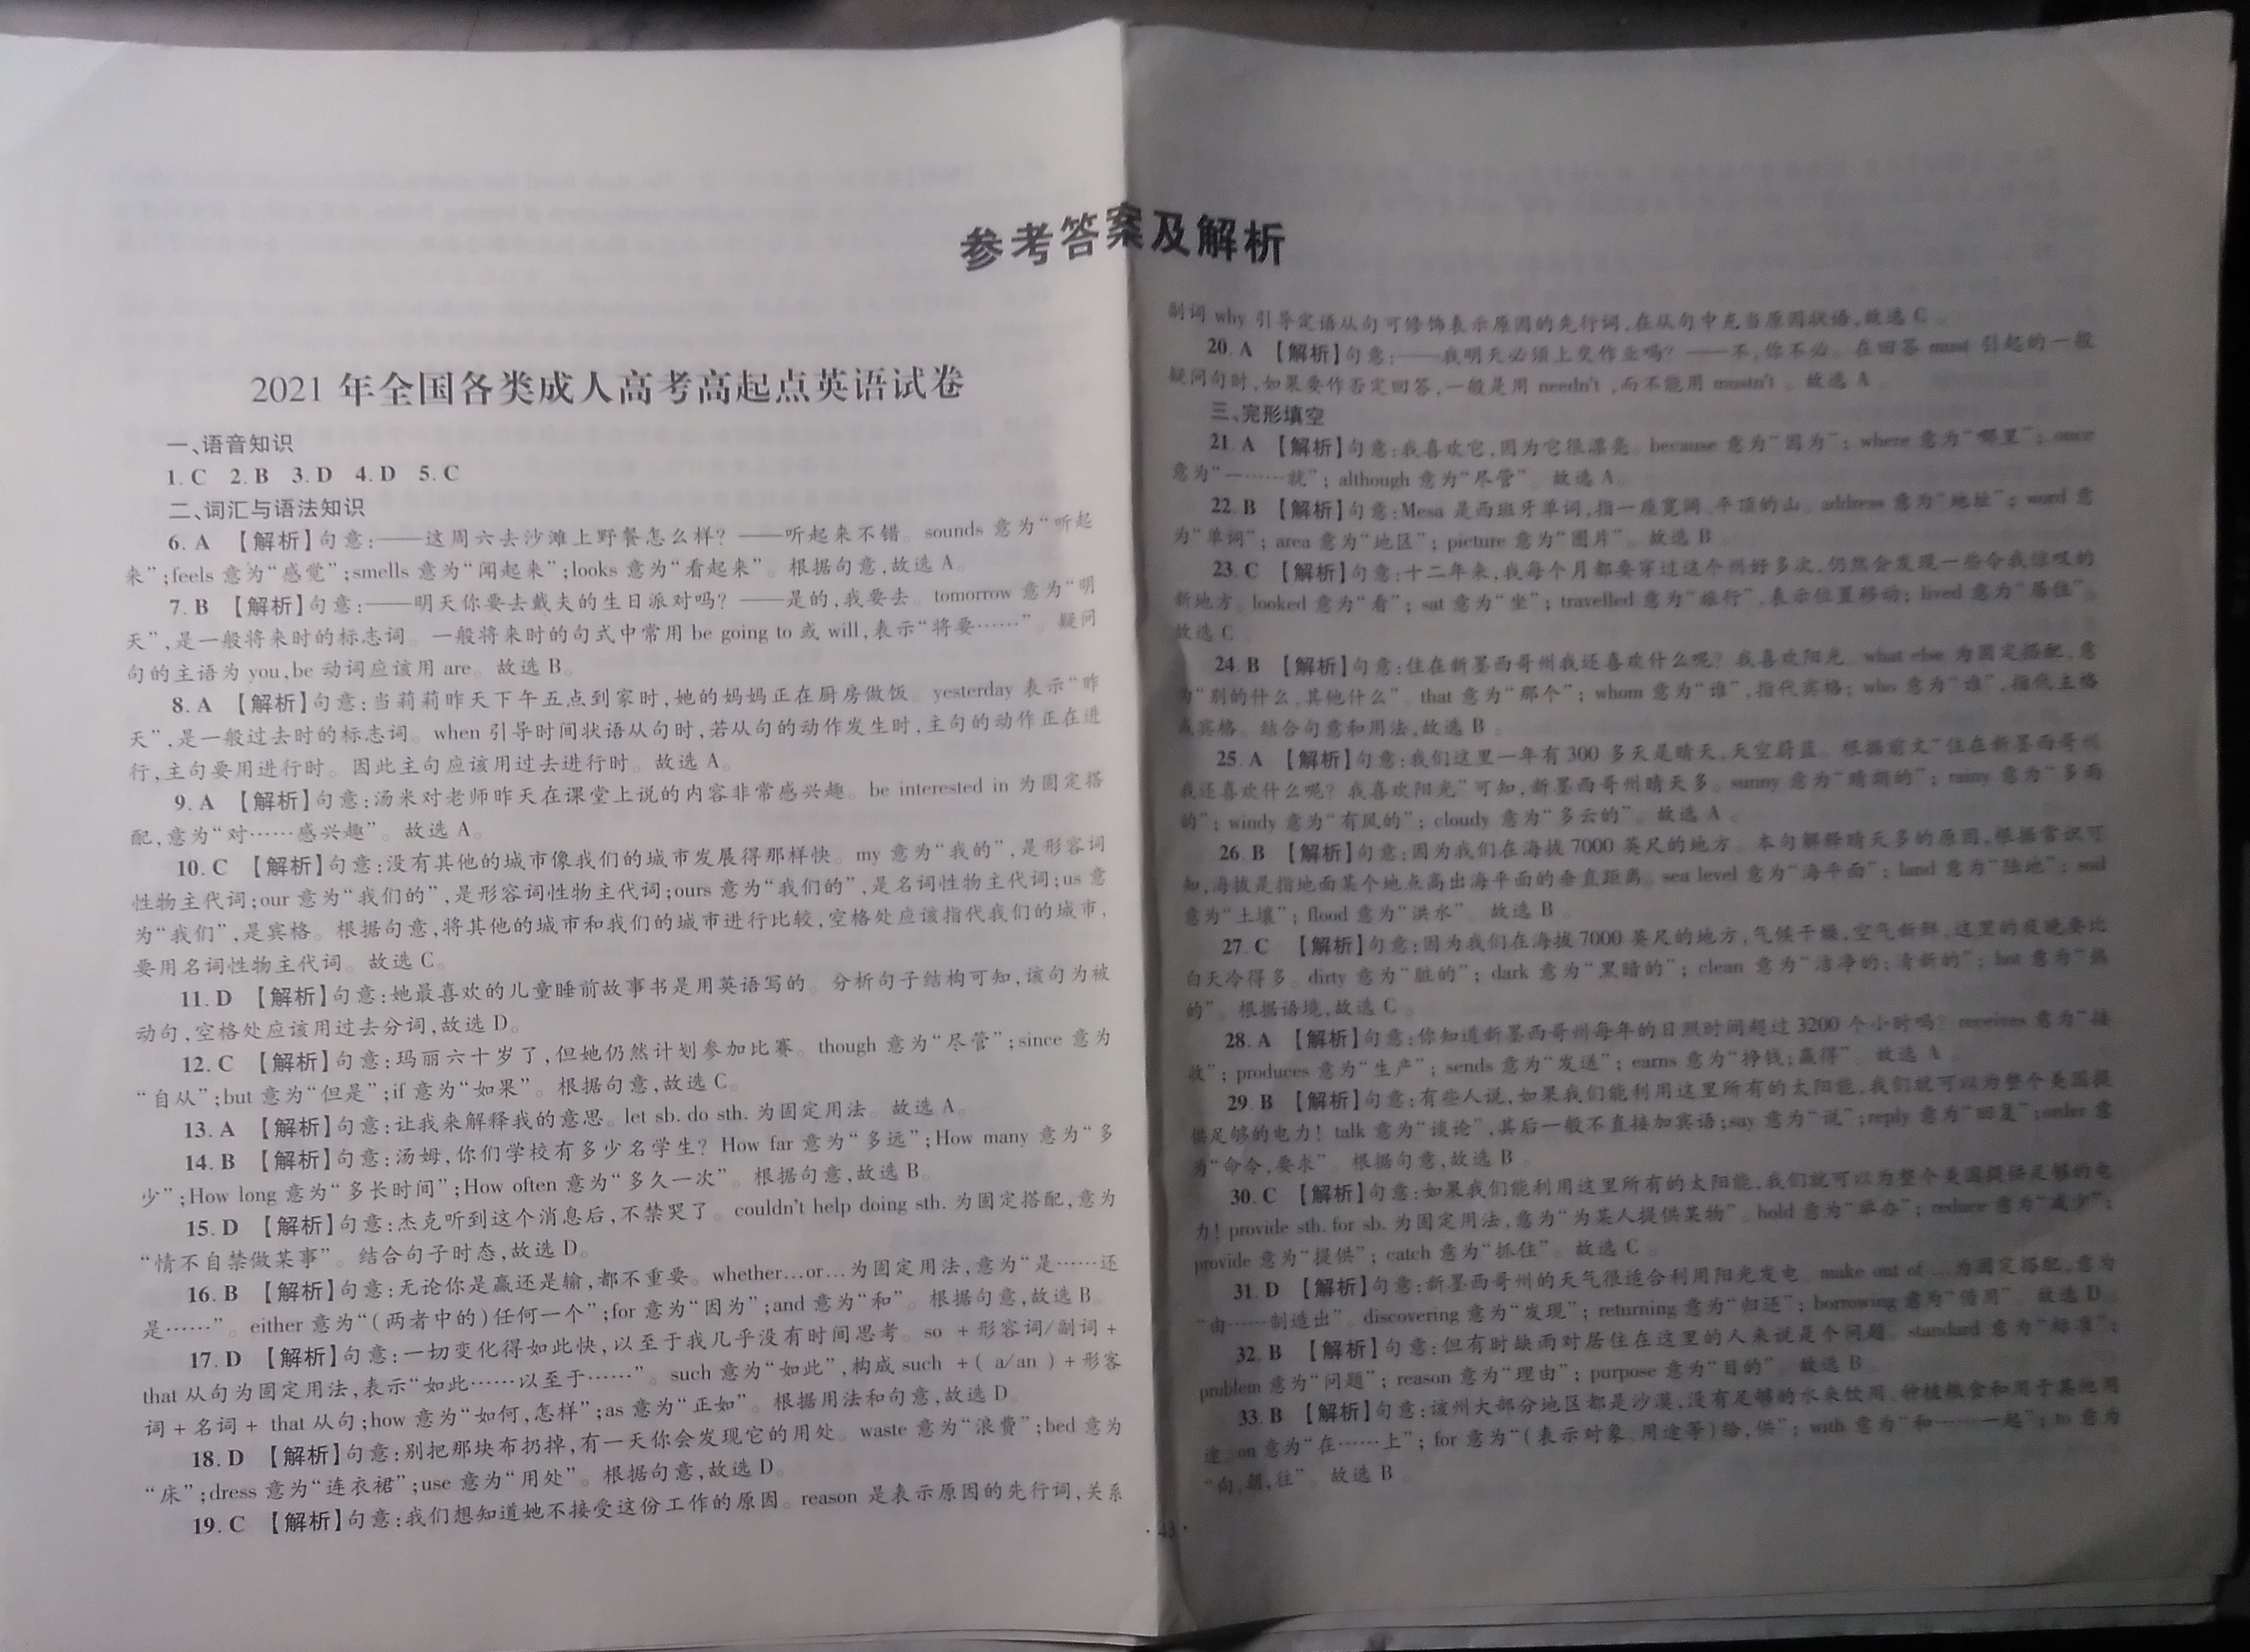 参考答案及解析
2021 年全国各类成人高考高起点英语试卷
一、语音知识
1. C 2. B 3. D 4. D 5. C
二、词汇与语法知识
6. A 【解析】句意:——这周六去沙滩上野餐怎么样? ——听起来不错。sounds 意为“听起
来”;feels 意为“感觉”;smells 意为“闻起来”;looks 意为“看起来”。根据句意,故选 A。
7. B 【解析】句意:——明天你要去戴夫的生日派对吗? ——是的,我要去。tomorrow 意为“明
天”,是一般将来时的标志词。一般将来时的句式中常用 be going to 或 will,表示“将要……”。疑问
句的主语为 you,be 动词应该用 are。故选 B。
8. A 【解析】句意:当莉莉昨天下午五点到家时,她的妈妈正在厨房做饭。yesterday 表示“昨
天”,是一般过去时的标志词。when 引导时间状语从句时,若从句的动作发生时,主句的动作正在进
行,主句要用进行时。因此主句应该用过去进行时。故选 A。
9. A 【解析】句意:汤米对老师昨天在课堂上说的内容非常感兴趣。be interested in 为固定搭
配,意为“对……感兴趣”。故选 A。
10. C 【解析】句意:没有其他的城市像我们的城市发展得那样快。my 意为“我的”,是形容词
性物主代词;our 意为“我们的”,是形容词性物主代词;ours 意为“我们的”,是名词性物主代词;us 意
为“我们”,是宾格。根据句意,将其他的城市和我们的城市进行比较,空格处应该指代我们的城市,
要用名词性物主代词。故选 C。
11. D 【解析】句意:她最喜欢的儿童睡前故事书是用英语写的。分析句子结构可知,该句为被
动句,空格处应该用过去分词,故选 D。
12. C 【解析】句意:玛丽六十岁了,但她仍然计划参加比赛。though 意为“尽管”;since 意为
“自从”;but 意为“但是”;if 意为“如果”。根据句意,故选 C。
13. A 【解析】句意:让我来解释我的意思。let sb. do sth. 为固定用法。故选 A。
14. B 【解析】句意:汤姆,你们学校有多少名学生? How far 意为“多远”;How many 意为“多
少”;How long 意为“多长时间”;How often 意为“多久一次”。根据句意,故选 B。
15. D 【解析】句意:杰克听到这个消息后,不禁哭了。couldn't help doing sth. 为固定搭配,意为
“情不自禁做某事”。结合句子时态,故选 D。
16. B 【解析】句意:无论你是赢还是输,都不重要。whether…or…为固定用法,意为“是……还
是……”。either 意为“(两者中的)任何一个”;for 意为“因为”;and 意为“和”。根据句意,故选 B。
17. D 【解析】句意:一切变化得如此快,以至于我几乎没有时间思考。so + 形容词/副词 +
that 从句为固定用法,表示“如此……以至于……”。such 意为“如此”,构成 such + ( a/an ) + 形容
词 + 名词 + that 从句;how 意为“如何,怎样”;as 意为“正如”。根据用法和句意,故选 D。
18. D 【解析】句意:别把那块布扔掉,有一天你会发现它的用处。waste 意为“浪费”;bed 意为
“床”;dress 意为“连衣裙”;use 意为“用处”。根据句意,故选 D。
19. C 【解析】句意:我们想知道她不接受这份工作的原因。reason 是表示原因的先行词,关系
副词 why 引导定语从句可修饰表示原因的先行词,在从句中充当原因状语,故选 C。
20. A 【解析】句意:——我明天必须上交作业吗? ——不,你不必。在回答 must 引起的一般
疑问句时,如果要作否定回答,一般是用 needn't ,而不能用 mustn't 。故选 A 。
三、完形填空
21. A 【解析】句意:我喜欢它,因为它很漂亮。because 意为“因为”; where 意为“哪里”; once
意为“一……就”; although 意为“尽管”。故选 A。
22. B 【解析】句意:Mesa 是西班牙单词,指一座宽阔、平顶的山。address 意为“地址”; word 意
为“单词”; area 意为“地区”; picture 意为“图片”。故选 B 。
23. C 【解析】句意:十二年来,我每个月都要穿过这个州好多次,仍然会发现一些令我惊叹的
新地方。looked 意为“看”; sat 意为“坐”; travelled 意为“旅行”,表示位置移动; lived 意为“居住”。
故选 C 。
24. B 【解析】句意:住在新墨西哥州我还喜欢什么呢? 我喜欢阳光。what else 为固定搭配,意
为“别的什么,其他什么”。that 意为“那个”; whom 意为“谁”,指代宾格; who 意为“谁”,指代主格
或宾格。结合句意和用法,故选 B 。
25. A 【解析】句意:我们这里一年有 300 多天是晴天,天空蔚蓝。根据前文“住在新墨西哥州
我还喜欢什么呢? 我喜欢阳光”可知,新墨西哥州晴天多。sunny 意为“晴朗的”; rainy 意为“多雨
的”; windy 意为“有风的”; cloudy 意为“多云的”。故选 A 。
26. B 【解析】句意:因为我们在海拔 7000 英尺的地方。本句解释晴天多的原因,根据常识可
知,海拔是指地面某个地点高出海平面的垂直距离。sea level 意为“海平面”; land 意为“陆地”; soil
意为“土壤”; flood 意为“洪水”。故选 B 。
27. C 【解析】句意:因为我们在海拔 7000 英尺的地方,气候干燥,空气新鲜,这里的夜晚要比
白天冷得多。dirty 意为“脏的”; dark 意为“黑暗的”; clean 意为“洁净的;清新的”; hot 意为“热
的”。根据语境,故选 C 。
28. A 【解析】句意:你知道新墨西哥州每年的日照时间超过 3200 个小时吗? receives 意为“接
收”; produces 意为“生产”; sends 意为“发送”; earns 意为“挣钱;赢得”。故选 A 。
29. B 【解析】句意:有些人说,如果我们能利用这里所有的太阳能,我们就可以为整个美国提
供足够的电力! talk 意为“谈论”,其后一般不直接加宾语;say 意为“说”;reply 意为“回复”;order 意
为“命令,要求”。根据句意,故选 B 。
30. C 【解析】句意:如果我们能利用这里所有的太阳能,我们就可以为整个美国提供足够的电
力! provide sth. for sb. 为固定用法,意为“为某人提供某物”。hold 意为“举办”; reduce 意为“减少”;
provide 意为“提供”; catch 意为“抓住”。故选 C 。
31. D 【解析】句意:新墨西哥州的天气很适合利用阳光发电。make out of …为固定搭配,意为
“由……制造出”。discovering 意为“发现”; returning 意为“归还”; borrowing 意为“借用”。故选 D。
32. B 【解析】句意:但有时缺雨对居住在这里的人来说是个问题。standard 意为“标准”;
problem 意为“问题”; reason 意为“理由”; purpose 意为“目的”。故选 B 。
33. B 【解析】句意:该州大部分地区都是沙漠,没有足够的水来饮用、种植粮食和用于其他用
途。on 意为“在……上”; for 意为“(表示对象、用途等)给,供”; with 意为“和……一起”; to 意为
“向,朝,往”。故选 B 。
· 43 ·